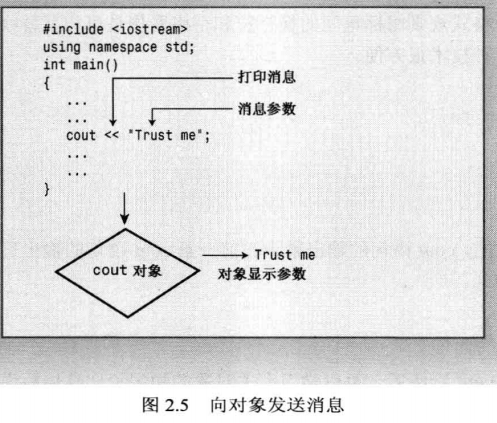 #include <iostream>
using namespace std;
int main()
{
打印消息
...
消息参数
...
cout << "Trust me";
...
...
}
cout 对象
Trust me
对象显示参数
图 2.5 向对象发送消息